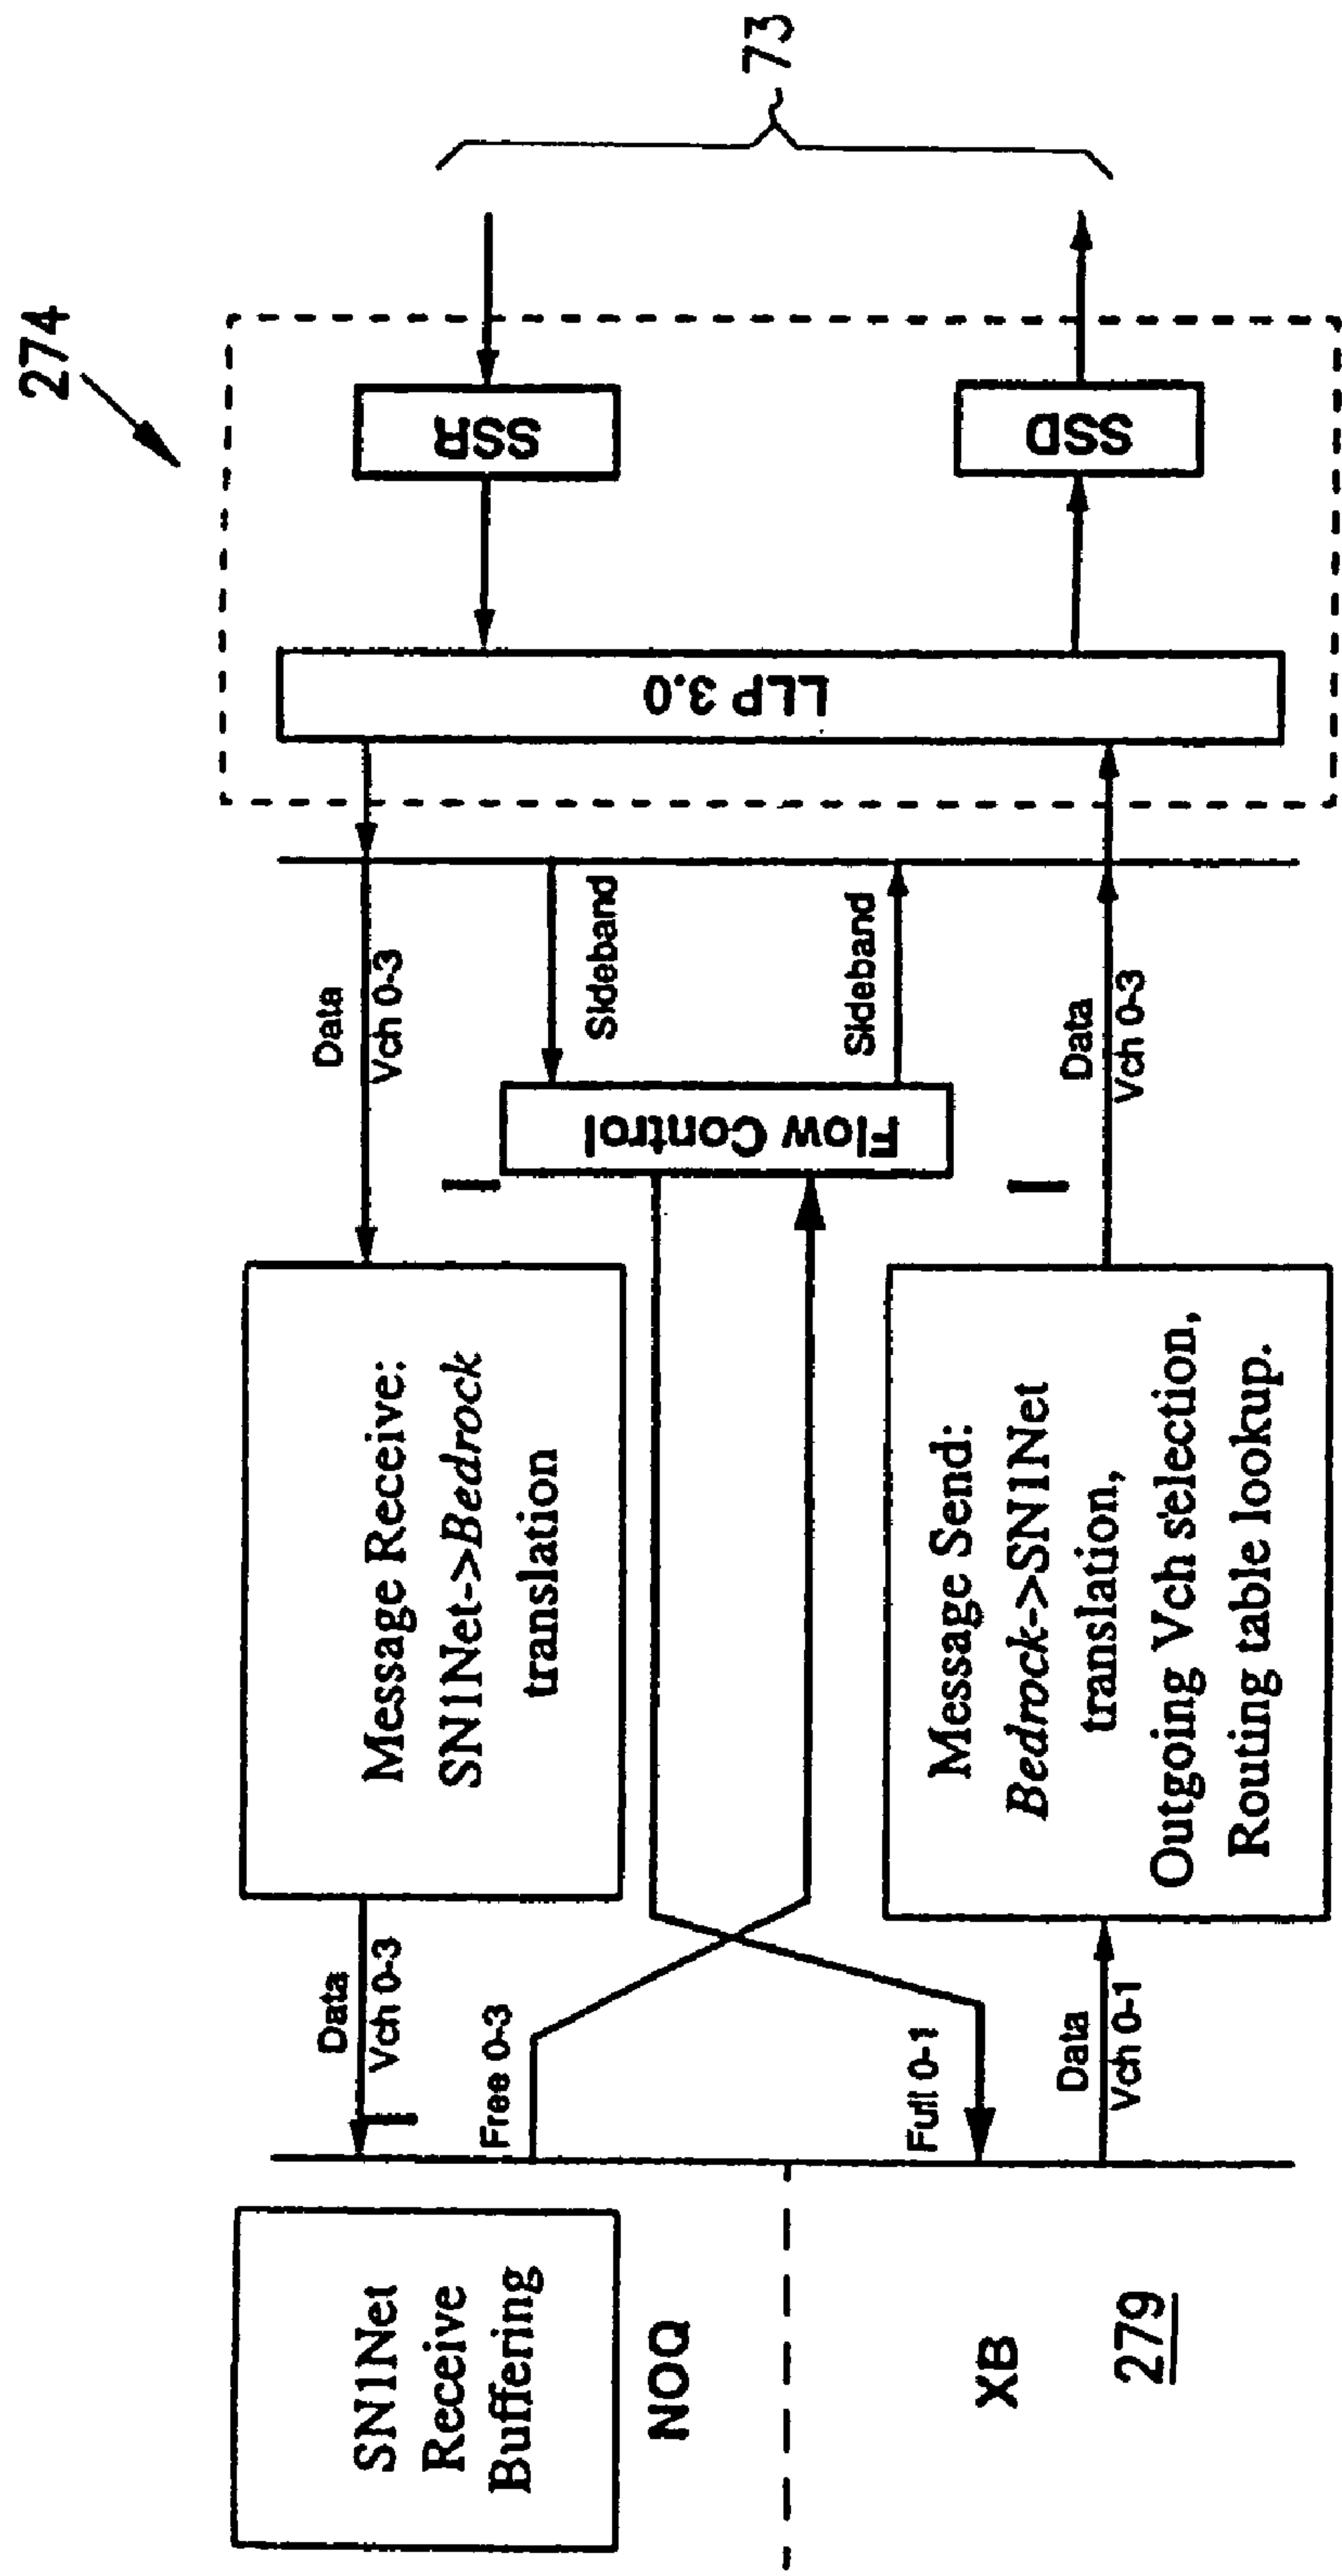 274
73
SSR
SSD
LLP 3.0
Data
Vch 0-3
Sideband
Sideband
Data
Vch 0-3
Flow Control
Message Receive:
SN1Net->Bedrock
translation
Message Send:
Bedrock->SN1Net
translation,
Outgoing Vch selection,
Routing table lookup.
Data
Vch 0-3
Free 0-3
Full 0-1
Data
Vch 0-1
SN1Net
Receive
Buffering
NOQ
XB
279